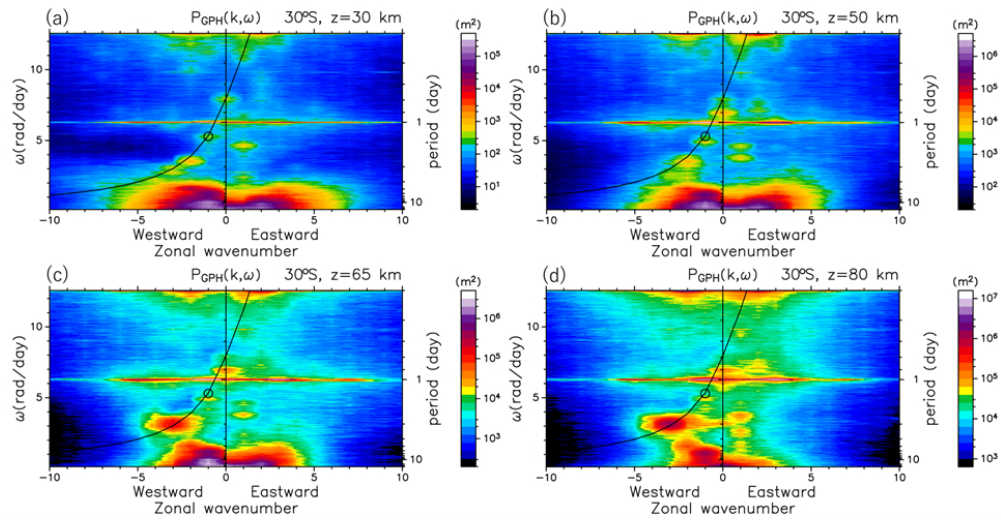 (a) P_GPH(k,ω) 30°S, z=30 km (m²)
ω(rad/day)
10
5
−10 −5 0 5 10
Westward Eastward
Zonal wavenumber
period (day)
1
10
10⁵
10⁴
10³
10²
10¹
(b) P_GPH(k,ω) 30°S, z=50 km (m²)
ω(rad/day)
10
5
−10 −5 0 5 10
Westward Eastward
Zonal wavenumber
period (day)
1
10
10⁶
10⁵
10⁴
10³
10²
(c) P_GPH(k,ω) 30°S, z=65 km (m²)
ω(rad/day)
10
5
−10 −5 0 5 10
Westward Eastward
Zonal wavenumber
period (day)
1
10
10⁶
10⁵
10⁴
10³
(d) P_GPH(k,ω) 30°S, z=80 km (m²)
ω(rad/day)
10
5
−10 −5 0 5 10
Westward Eastward
Zonal wavenumber
period (day)
1
10
10⁷
10⁶
10⁵
10⁴
10³